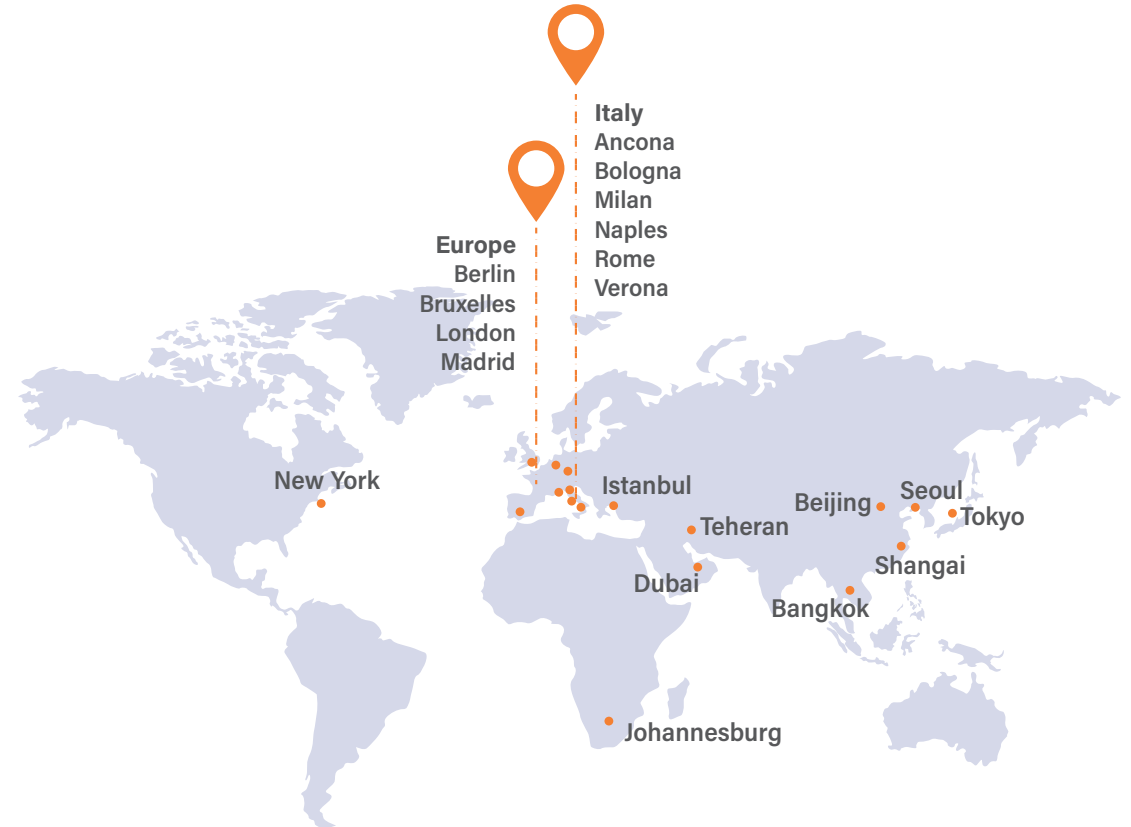 Italy
Ancona
Bologna
Milan
Naples
Rome
Verona
Europe
Berlin
Bruxelles
London
Madrid
New York
Istanbul
Teheran
Dubai
Beijing
Seoul
Tokyo
Shangai
Bangkok
Johannesburg